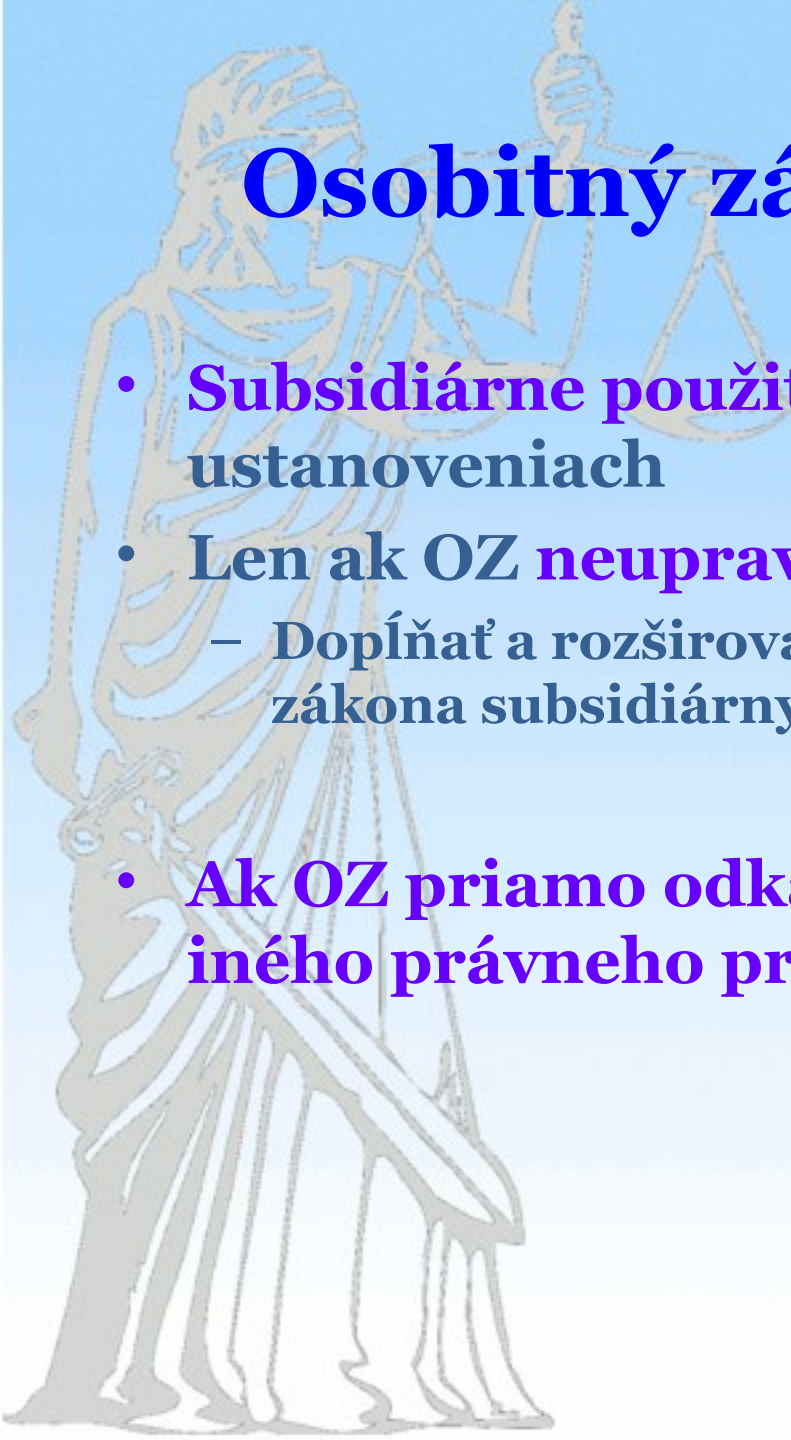 Osobitný zá
• Subsidiárne použit
ustanoveniach
• Len ak OZ neuprav
– Dopĺňať a rozširova
zákona subsidiárny
• Ak OZ priamo odka
iného právneho pr